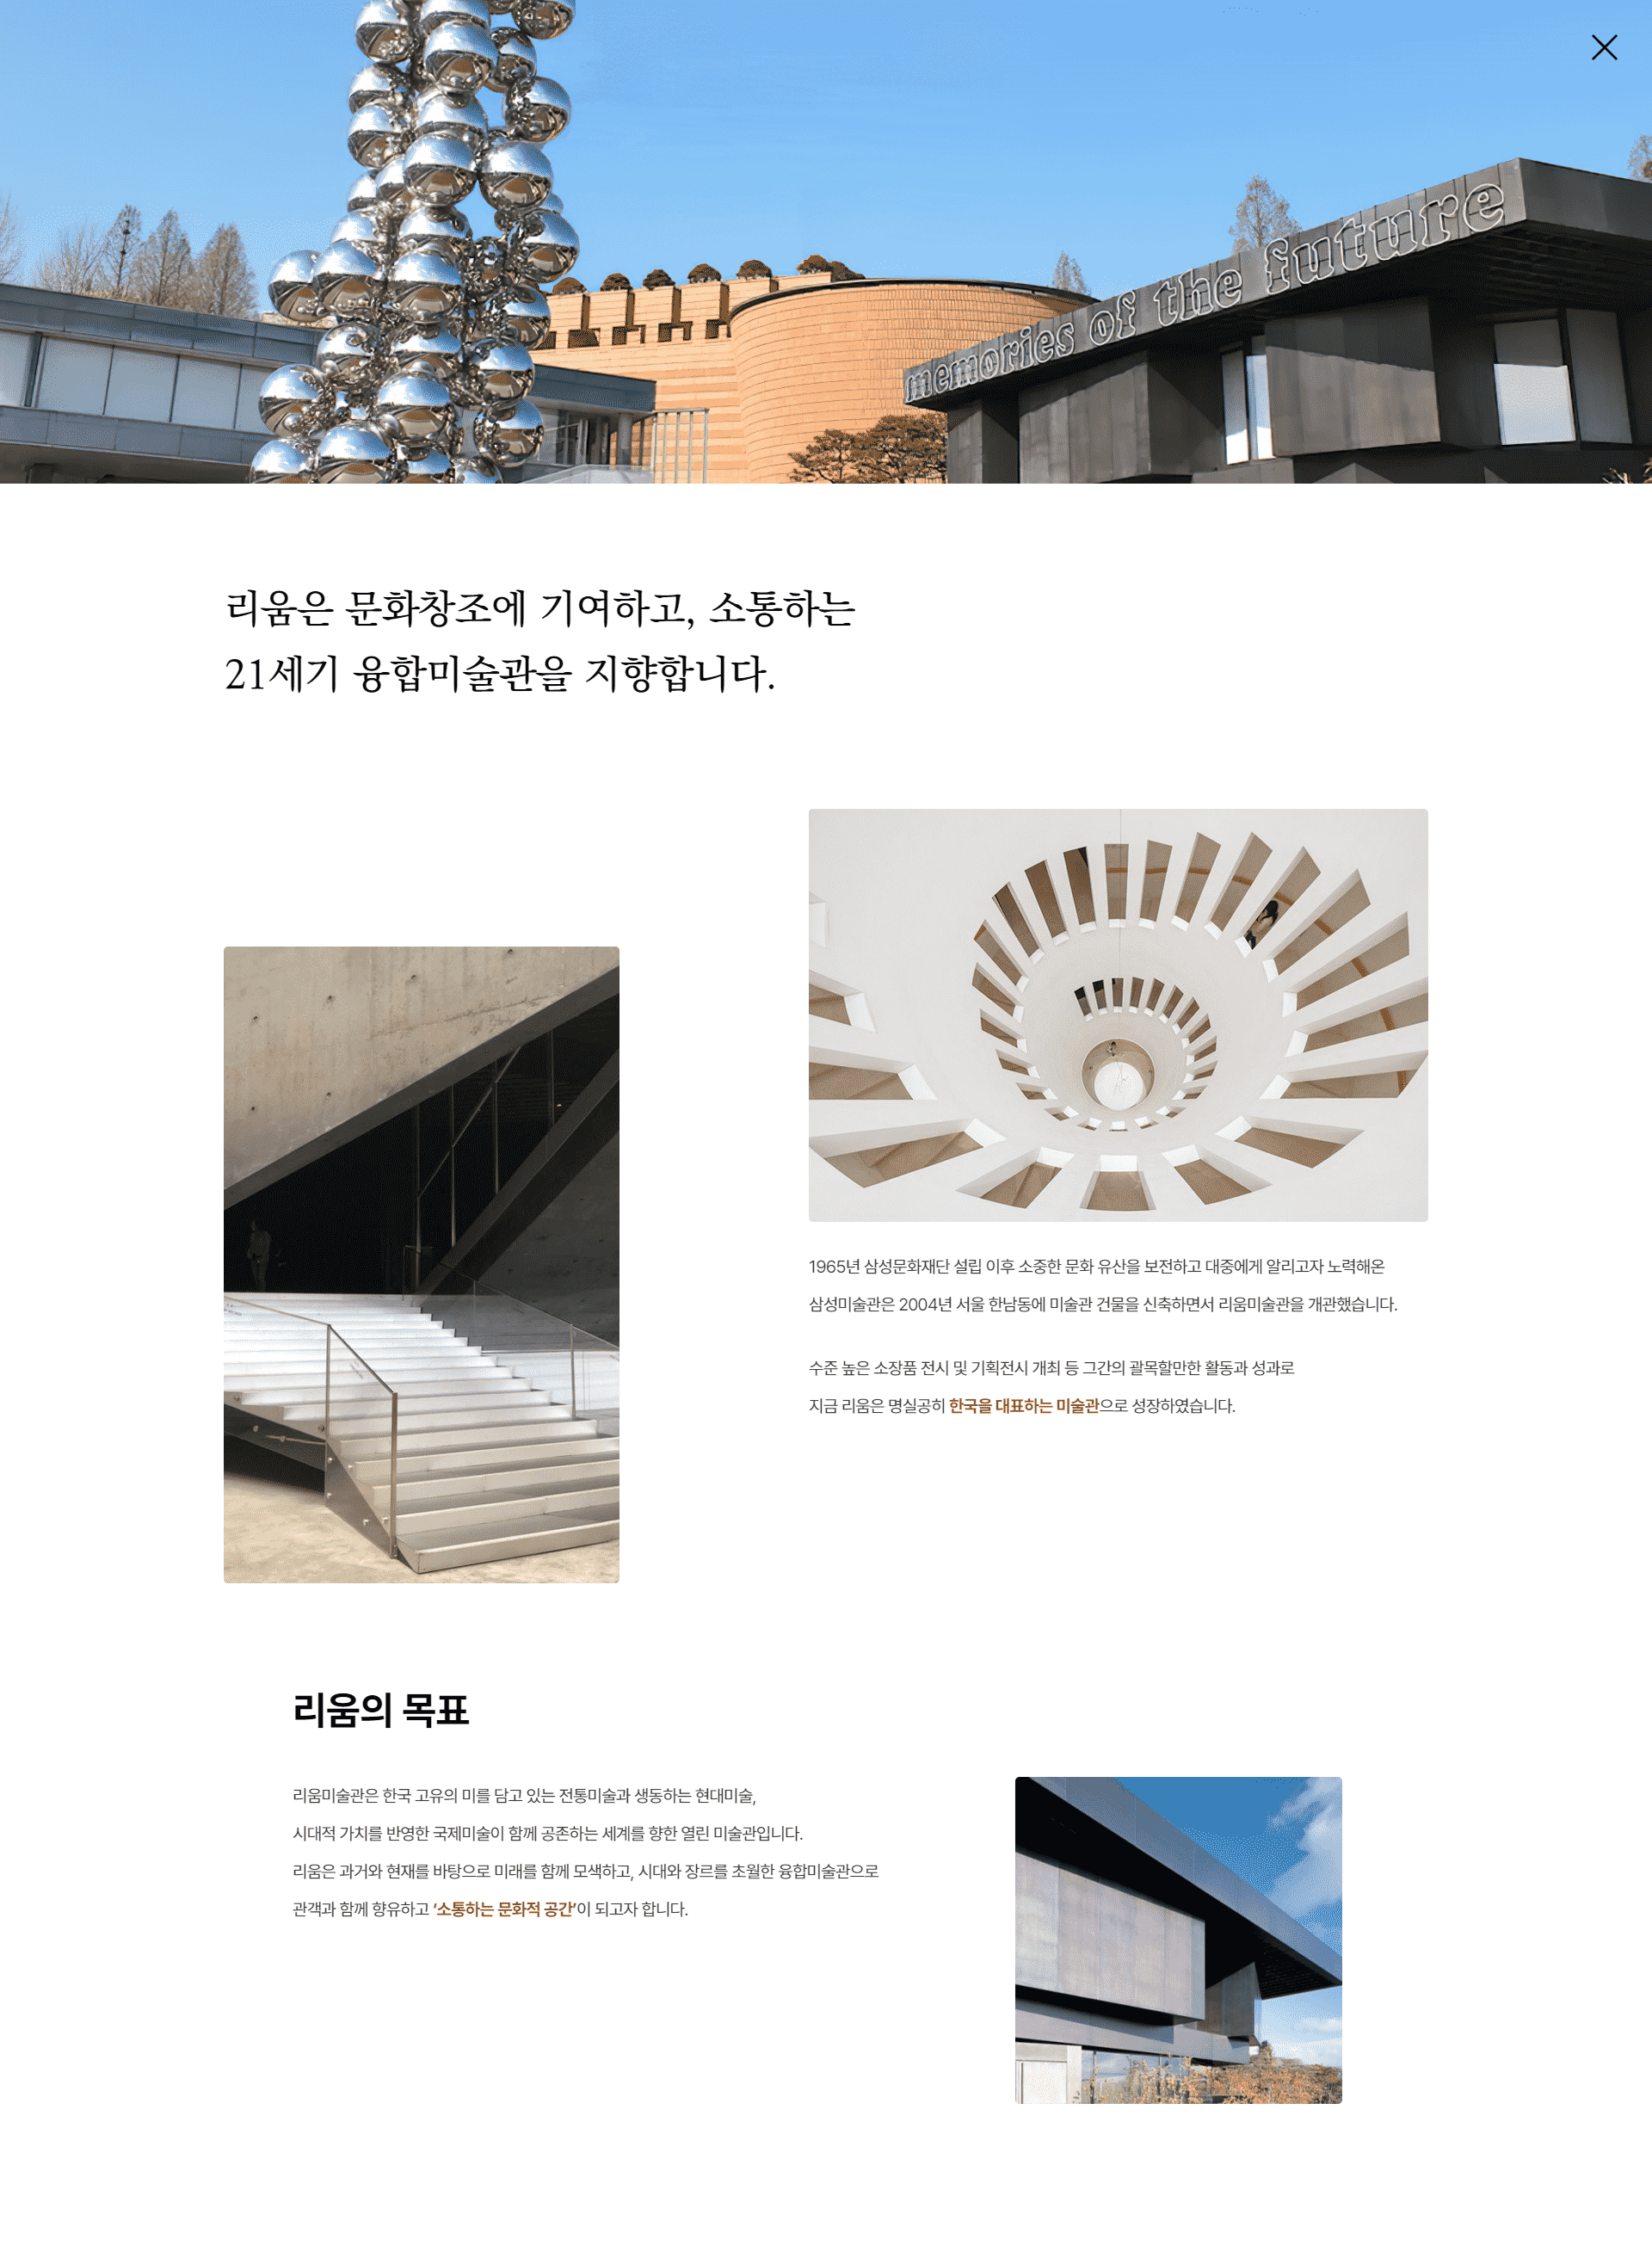 memories of the future
리움은 문화창조에 기여하고, 소통하는
21세기 융합미술관을 지향합니다.
1965년 삼성문화재단 설립 이후 소중한 문화 유산을 보전하고 대중에게 알리고자 노력해온
삼성미술관은 2004년 서울 한남동에 미술관 건물을 신축하면서 리움미술관을 개관했습니다.
수준 높은 소장품 전시 및 기획전시 개최 등 그간의 괄목할만한 활동과 성과로
지금 리움은 명실공히 한국을 대표하는 미술관으로 성장하였습니다.
리움의 목표
리움미술관은 한국 고유의 미를 담고 있는 전통미술과 생동하는 현대미술,
시대적 가치를 반영한 국제미술이 함께 공존하는 세계를 향한 열린 미술관입니다.
리움은 과거와 현재를 바탕으로 미래를 함께 모색하고, 시대와 장르를 초월한 융합미술관으로
관객과 함께 향유하고 ‘소통하는 문화적 공간’이 되고자 합니다.